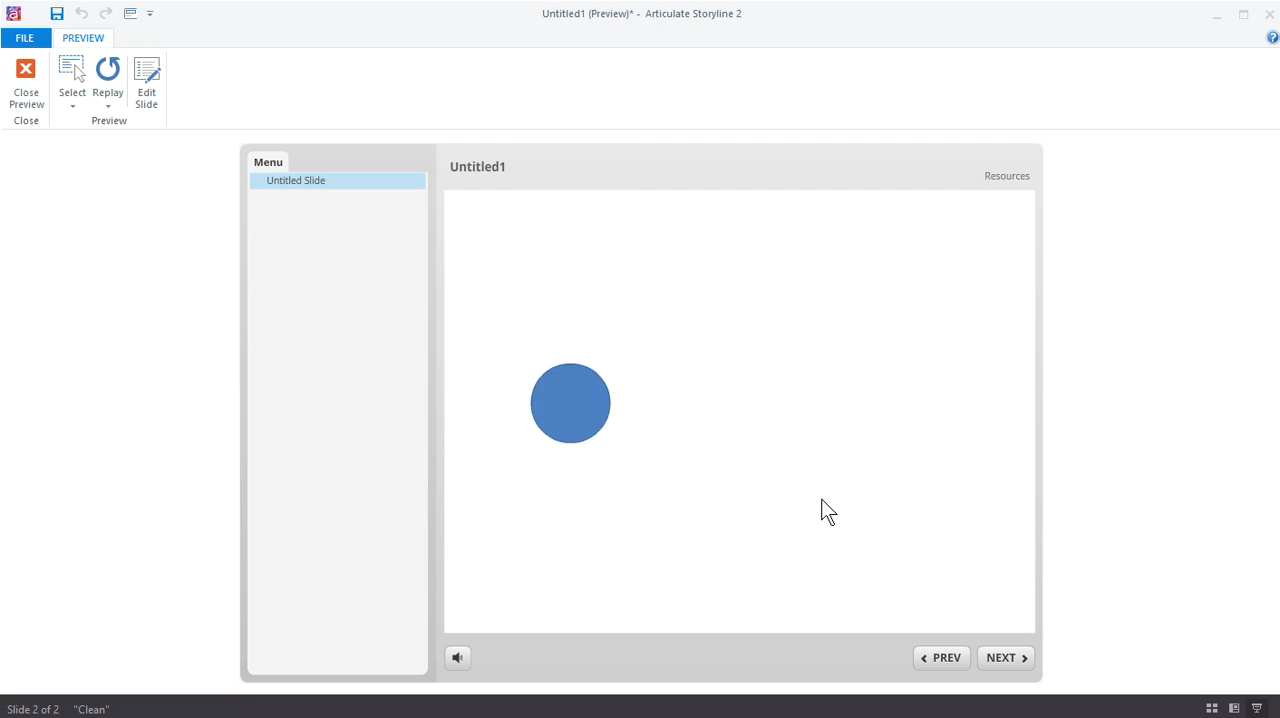 Untitled1 (Preview)* - Articulate Storyline 2
FILE PREVIEW
Close Preview
Select
Replay
Edit Slide
Close
Preview
Menu
Untitled Slide
Untitled1
Resources
PREV
NEXT
Slide 2 of 2 "Clean"